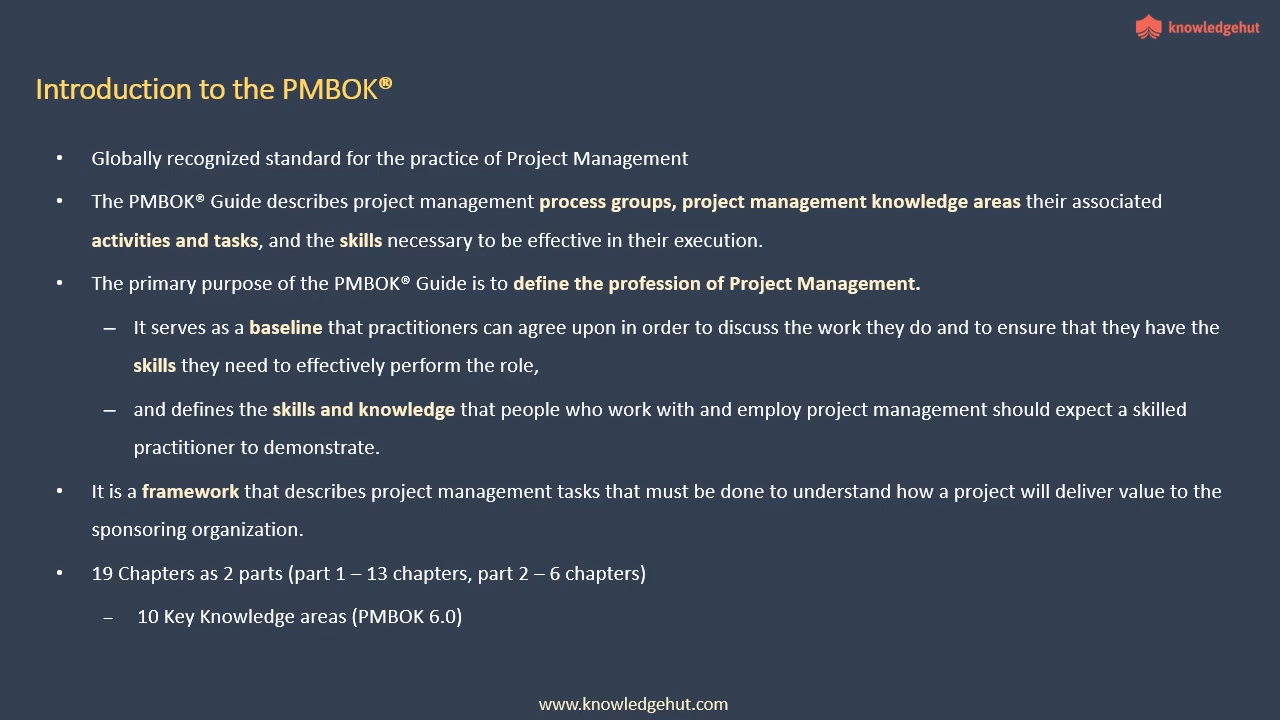 knowledgehut
Introduction to the PMBOK®
• Globally recognized standard for the practice of Project Management
• The PMBOK® Guide describes project management process groups, project management knowledge areas their associated
activities and tasks, and the skills necessary to be effective in their execution.
• The primary purpose of the PMBOK® Guide is to define the profession of Project Management.
– It serves as a baseline that practitioners can agree upon in order to discuss the work they do and to ensure that they have the
skills they need to effectively perform the role,
– and defines the skills and knowledge that people who work with and employ project management should expect a skilled
practitioner to demonstrate.
• It is a framework that describes project management tasks that must be done to understand how a project will deliver value to the
sponsoring organization.
• 19 Chapters as 2 parts (part 1 – 13 chapters, part 2 – 6 chapters)
– 10 Key Knowledge areas (PMBOK 6.0)
www.knowledgehut.com